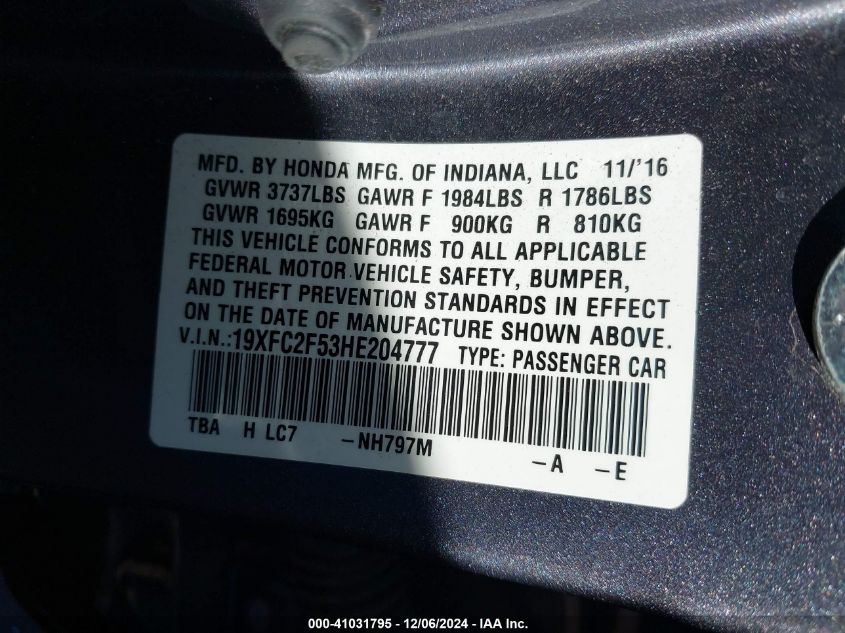 MFD. BY HONDA MFG. OF INDIANA, LLC 11/'16
GVWR 3737LBS GAWR F 1984LBS R 1786LBS
GVWR 1695KG GAWR F 900KG R 810KG
THIS VEHICLE CONFORMS TO ALL APPLICABLE
FEDERAL MOTOR VEHICLE SAFETY, BUMPER,
AND THEFT PREVENTION STANDARDS IN EFFECT
ON THE DATE OF MANUFACTURE SHOWN ABOVE.
V.I.N.:19XFC2F53HE204777 TYPE: PASSENGER CAR
TBA H LC7 -NH797M
-A -E
000-41031795 - 12/06/2024 - IAA Inc.